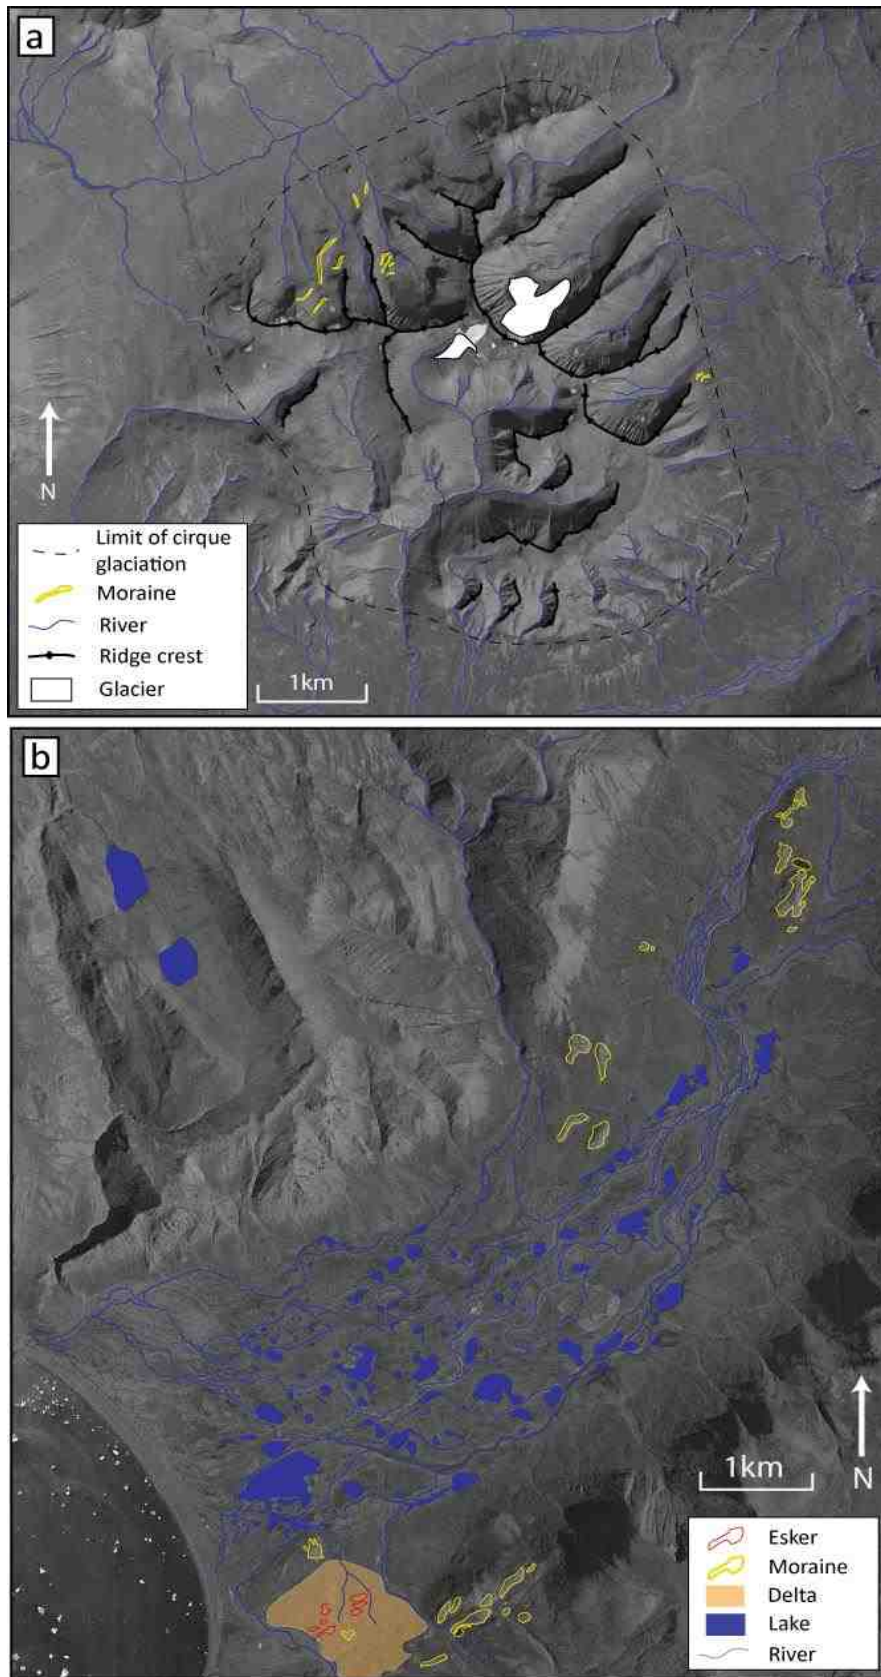 a
N
Limit of cirque
glaciation
Moraine
River
Ridge crest
Glacier
1km
b
1km
N
Esker
Moraine
Delta
Lake
River